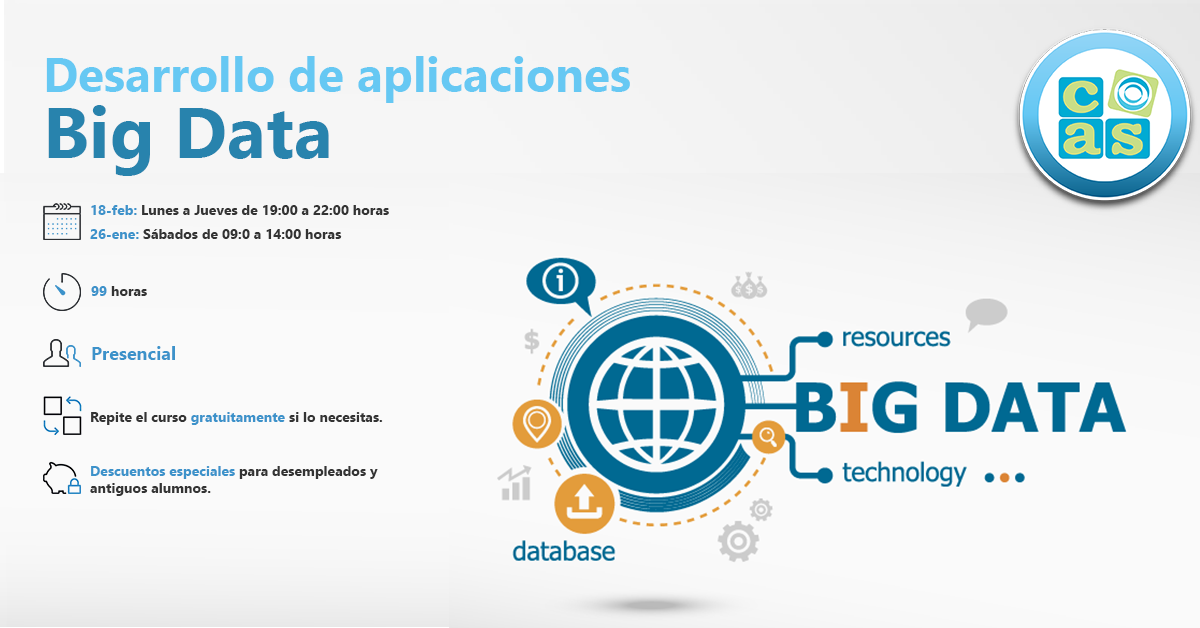 Desarrollo de aplicaciones
Big Data
coas
18-feb: Lunes a Jueves de 19:00 a 22:00 horas
26-ene: Sábados de 09:0 a 14:00 horas
99 horas
Presencial
Repite el curso gratuitamente si lo necesitas.
Descuentos especiales para desempleados y
antiguos alumnos.
i
$ $ $
$
resources
BIG DATA
technology
database